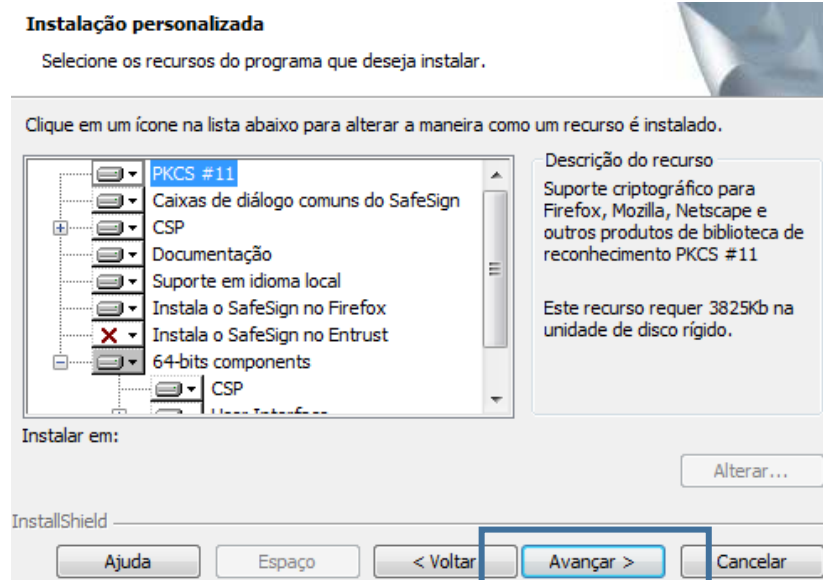 Instalação personalizada
Selecione os recursos do programa que deseja instalar.
Clique em um ícone na lista abaixo para alterar a maneira como um recurso é instalado.
PKCS #11
Caixas de diálogo comuns do SafeSign
CSP
Documentação
Suporte em idioma local
Instala o SafeSign no Firefox
Instala o SafeSign no Entrust
64-bits components
CSP
User Interface
Descrição do recurso
Suporte criptográfico para
Firefox, Mozilla, Netscape e
outros produtos de biblioteca de
reconhecimento PKCS #11
Este recurso requer 3825Kb na
unidade de disco rígido.
Instalar em:
Alterar...
InstallShield
Ajuda
Espaço
< Voltar
Avançar >
Cancelar